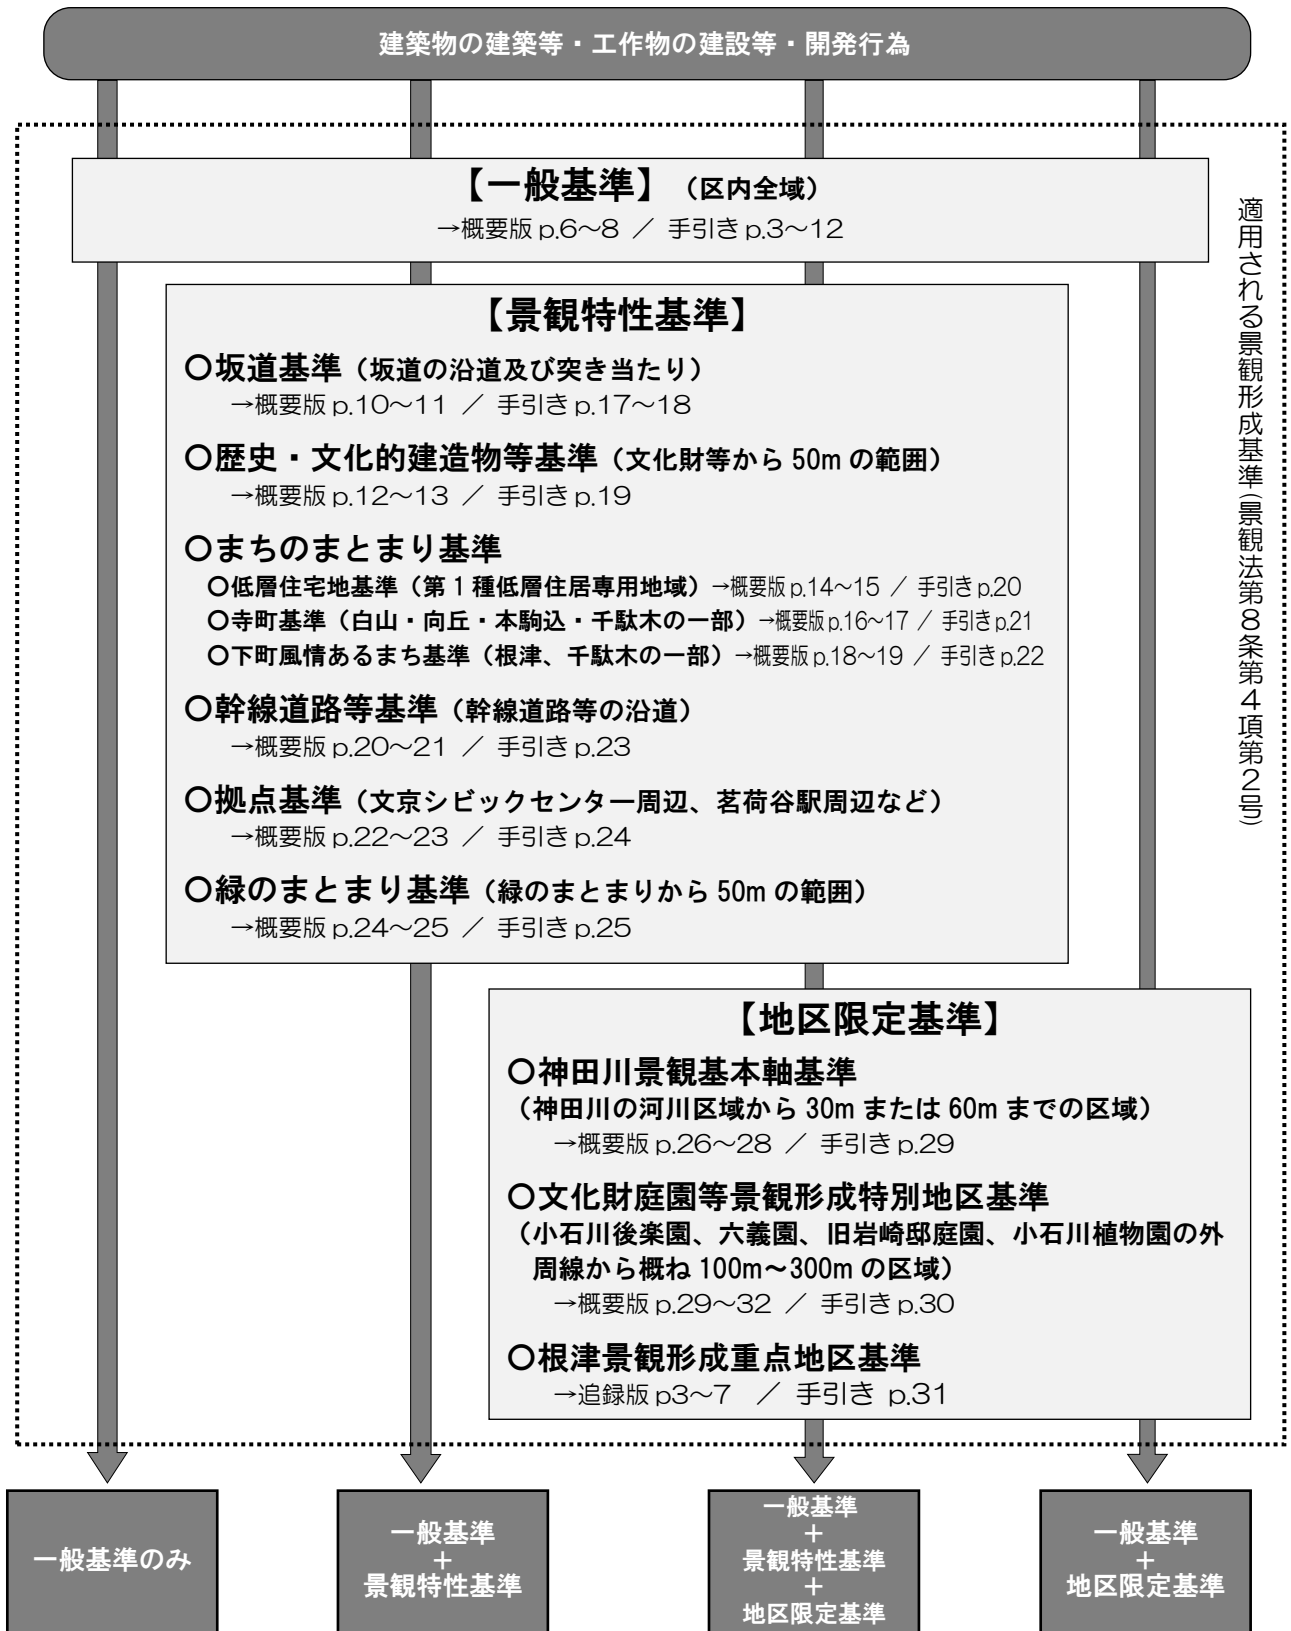 建築物の建築等・工作物の建設等・開発行為
【一般基準】（区内全域）
→概要版 p.6～8 ／ 手引き p.3～12
適用される景観形成基準（景観法第８条第４項第２号）
【景観特性基準】
○坂道基準（坂道の沿道及び突き当たり）
→概要版 p.10～11 ／ 手引き p.17～18
○歴史・文化的建造物等基準（文化財等から 50m の範囲）
→概要版 p.12～13 ／ 手引き p.19
○まちのまとまり基準
○低層住宅地基準（第１種低層住居専用地域）→概要版 p.14～15 ／ 手引き p.20
○寺町基準（白山・向丘・本駒込・千駄木の一部）→概要版 p.16～17 ／ 手引き p.21
○下町風情あるまち基準（根津、千駄木の一部）→概要版 p.18～19 ／ 手引き p.22
○幹線道路等基準（幹線道路等の沿道）
→概要版 p.20～21 ／ 手引き p.23
○拠点基準（文京シビックセンター周辺、茗荷谷駅周辺など）
→概要版 p.22～23 ／ 手引き p.24
○緑のまとまり基準（緑のまとまりから 50m の範囲）
→概要版 p.24～25 ／ 手引き p.25
【地区限定基準】
○神田川景観基本軸基準
（神田川の河川区域から 30m または 60m までの区域）
→概要版 p.26～28 ／ 手引き p.29
○文化財庭園等景観形成特別地区基準
（小石川後楽園、六義園、旧岩崎邸庭園、小石川植物園の外
周線から概ね 100m～300m の区域）
→概要版 p.29～32 ／ 手引き p.30
○根津景観形成重点地区基準
→追録版 p3～7 ／ 手引き p.31
一般基準のみ
一般基準
＋
景観特性基準
一般基準
＋
景観特性基準
＋
地区限定基準
一般基準
＋
地区限定基準